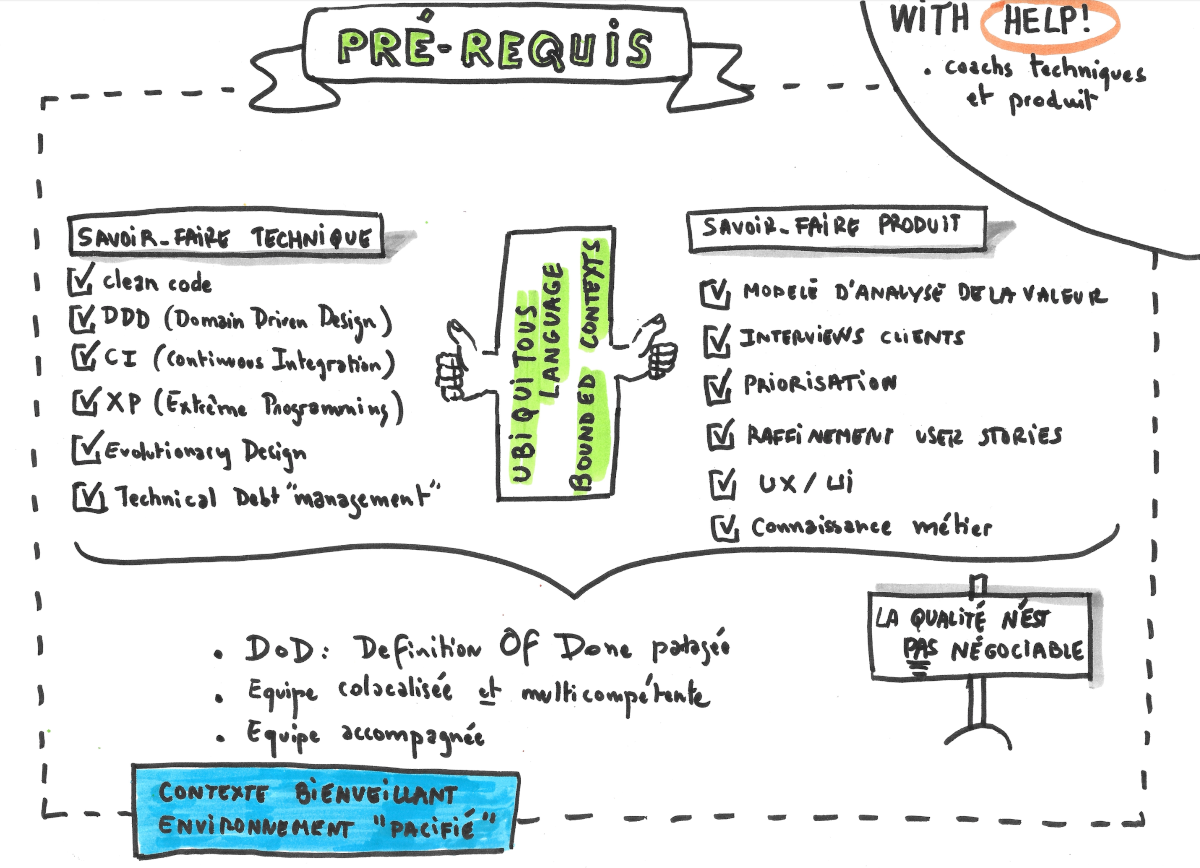 PRÉ-REQUIS
WITH HELP!
• coachs techniques
et produit
SAVOIR-FAIRE TECHNIQUE
clean code
DDD (Domain Driven Design)
CI (Continuous Integration)
XP (Extrême Programming)
Evolutionary Design
Technical Debt "management"
UBIQUITOUS
LANGUAGE
BOUNDED CONTEXTS
SAVOIR-FAIRE PRODUIT
MODELE D'ANALYSE DE LA VALEUR
INTERVIEWS CLIENTS
PRIORISATION
RAFFINEMENT USER STORIES
UX / Ui
Connaissance métier
• DoD: Definition Of Done patagée
• Equipe colacalisée et multicompétente
• Equipe accompagnée
LA QUALITÉ N'EST
PAS NÉGOCIABLE
CONTEXTE BIENVEILLANT
ENVIRONNEMENT "PACIFIÉ"